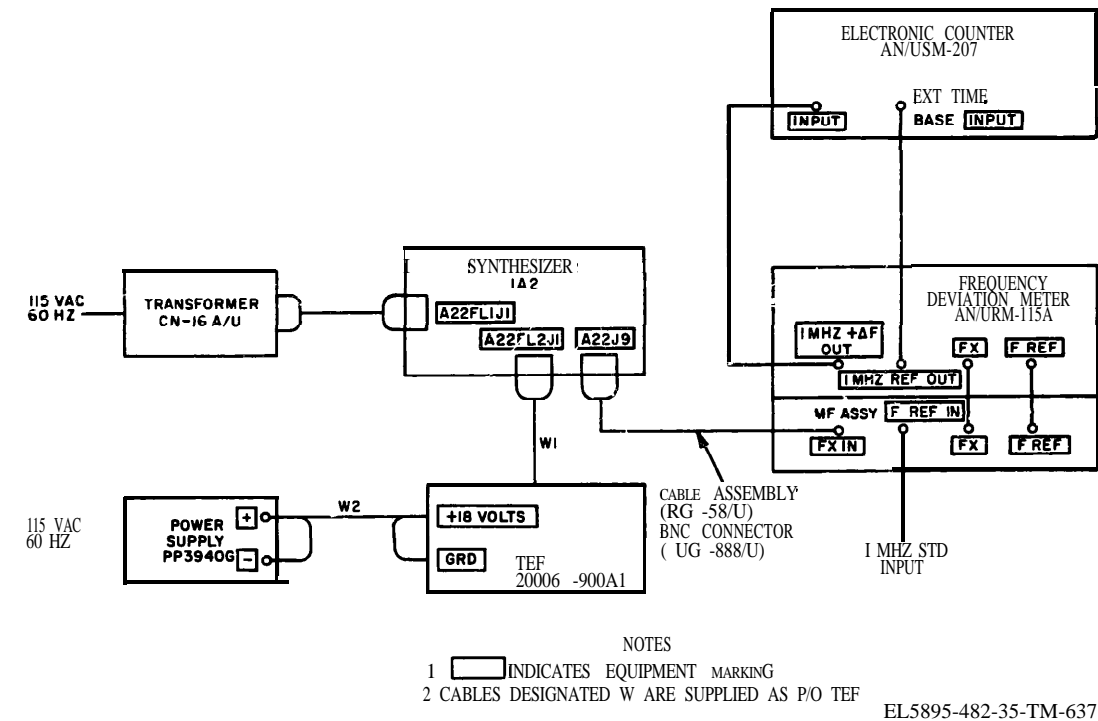 ELECTRONIC COUNTER
AN/USM-207
INPUT
EXT TIME
BASE INPUT
115 VAC
60 HZ
TRANSFORMER
CN-16 A/U
SYNTHESIZER
1A2
A22FL1J1
A22FL2J1
A22J9
FREQUENCY
DEVIATION METER
AN/URM-115A
1 MHZ + ΔF
OUT
FX
F REF
1 MHZ REF OUT
MF ASSY
F REF IN
FX IN
FX
F REF
W1
115 VAC
60 HZ
POWER
SUPPLY
PP3940G
+
-
W2
+18 VOLTS
GRD
TEF
20006 -900A1
CABLE ASSEMBLY
(RG -58/U)
BNC CONNECTOR
( UG -888/U)
1 MHZ STD
INPUT
NOTES
1 INDICATES EQUIPMENT MARKING
2 CABLES DESIGNATED W ARE SUPPLIED AS P/O TEF
EL5895-482-35-TM-637